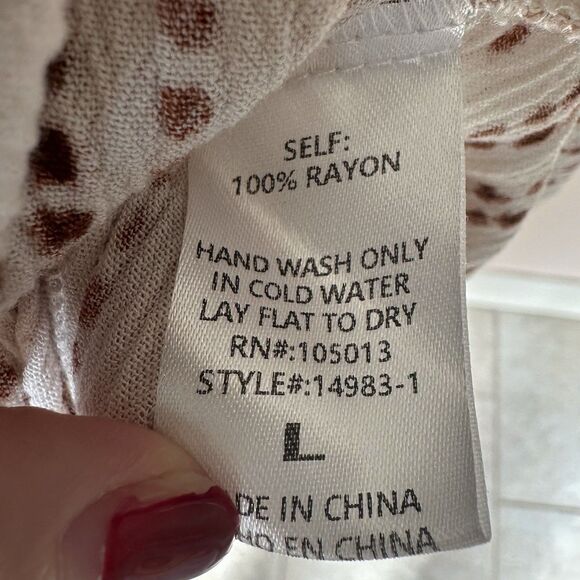 SELF:
100% RAYON
HAND WASH ONLY
IN COLD WATER
LAY FLAT TO DRY
RN#:105013
STYLE#:14983-1
L
DE IN CHINA
EN CHINA